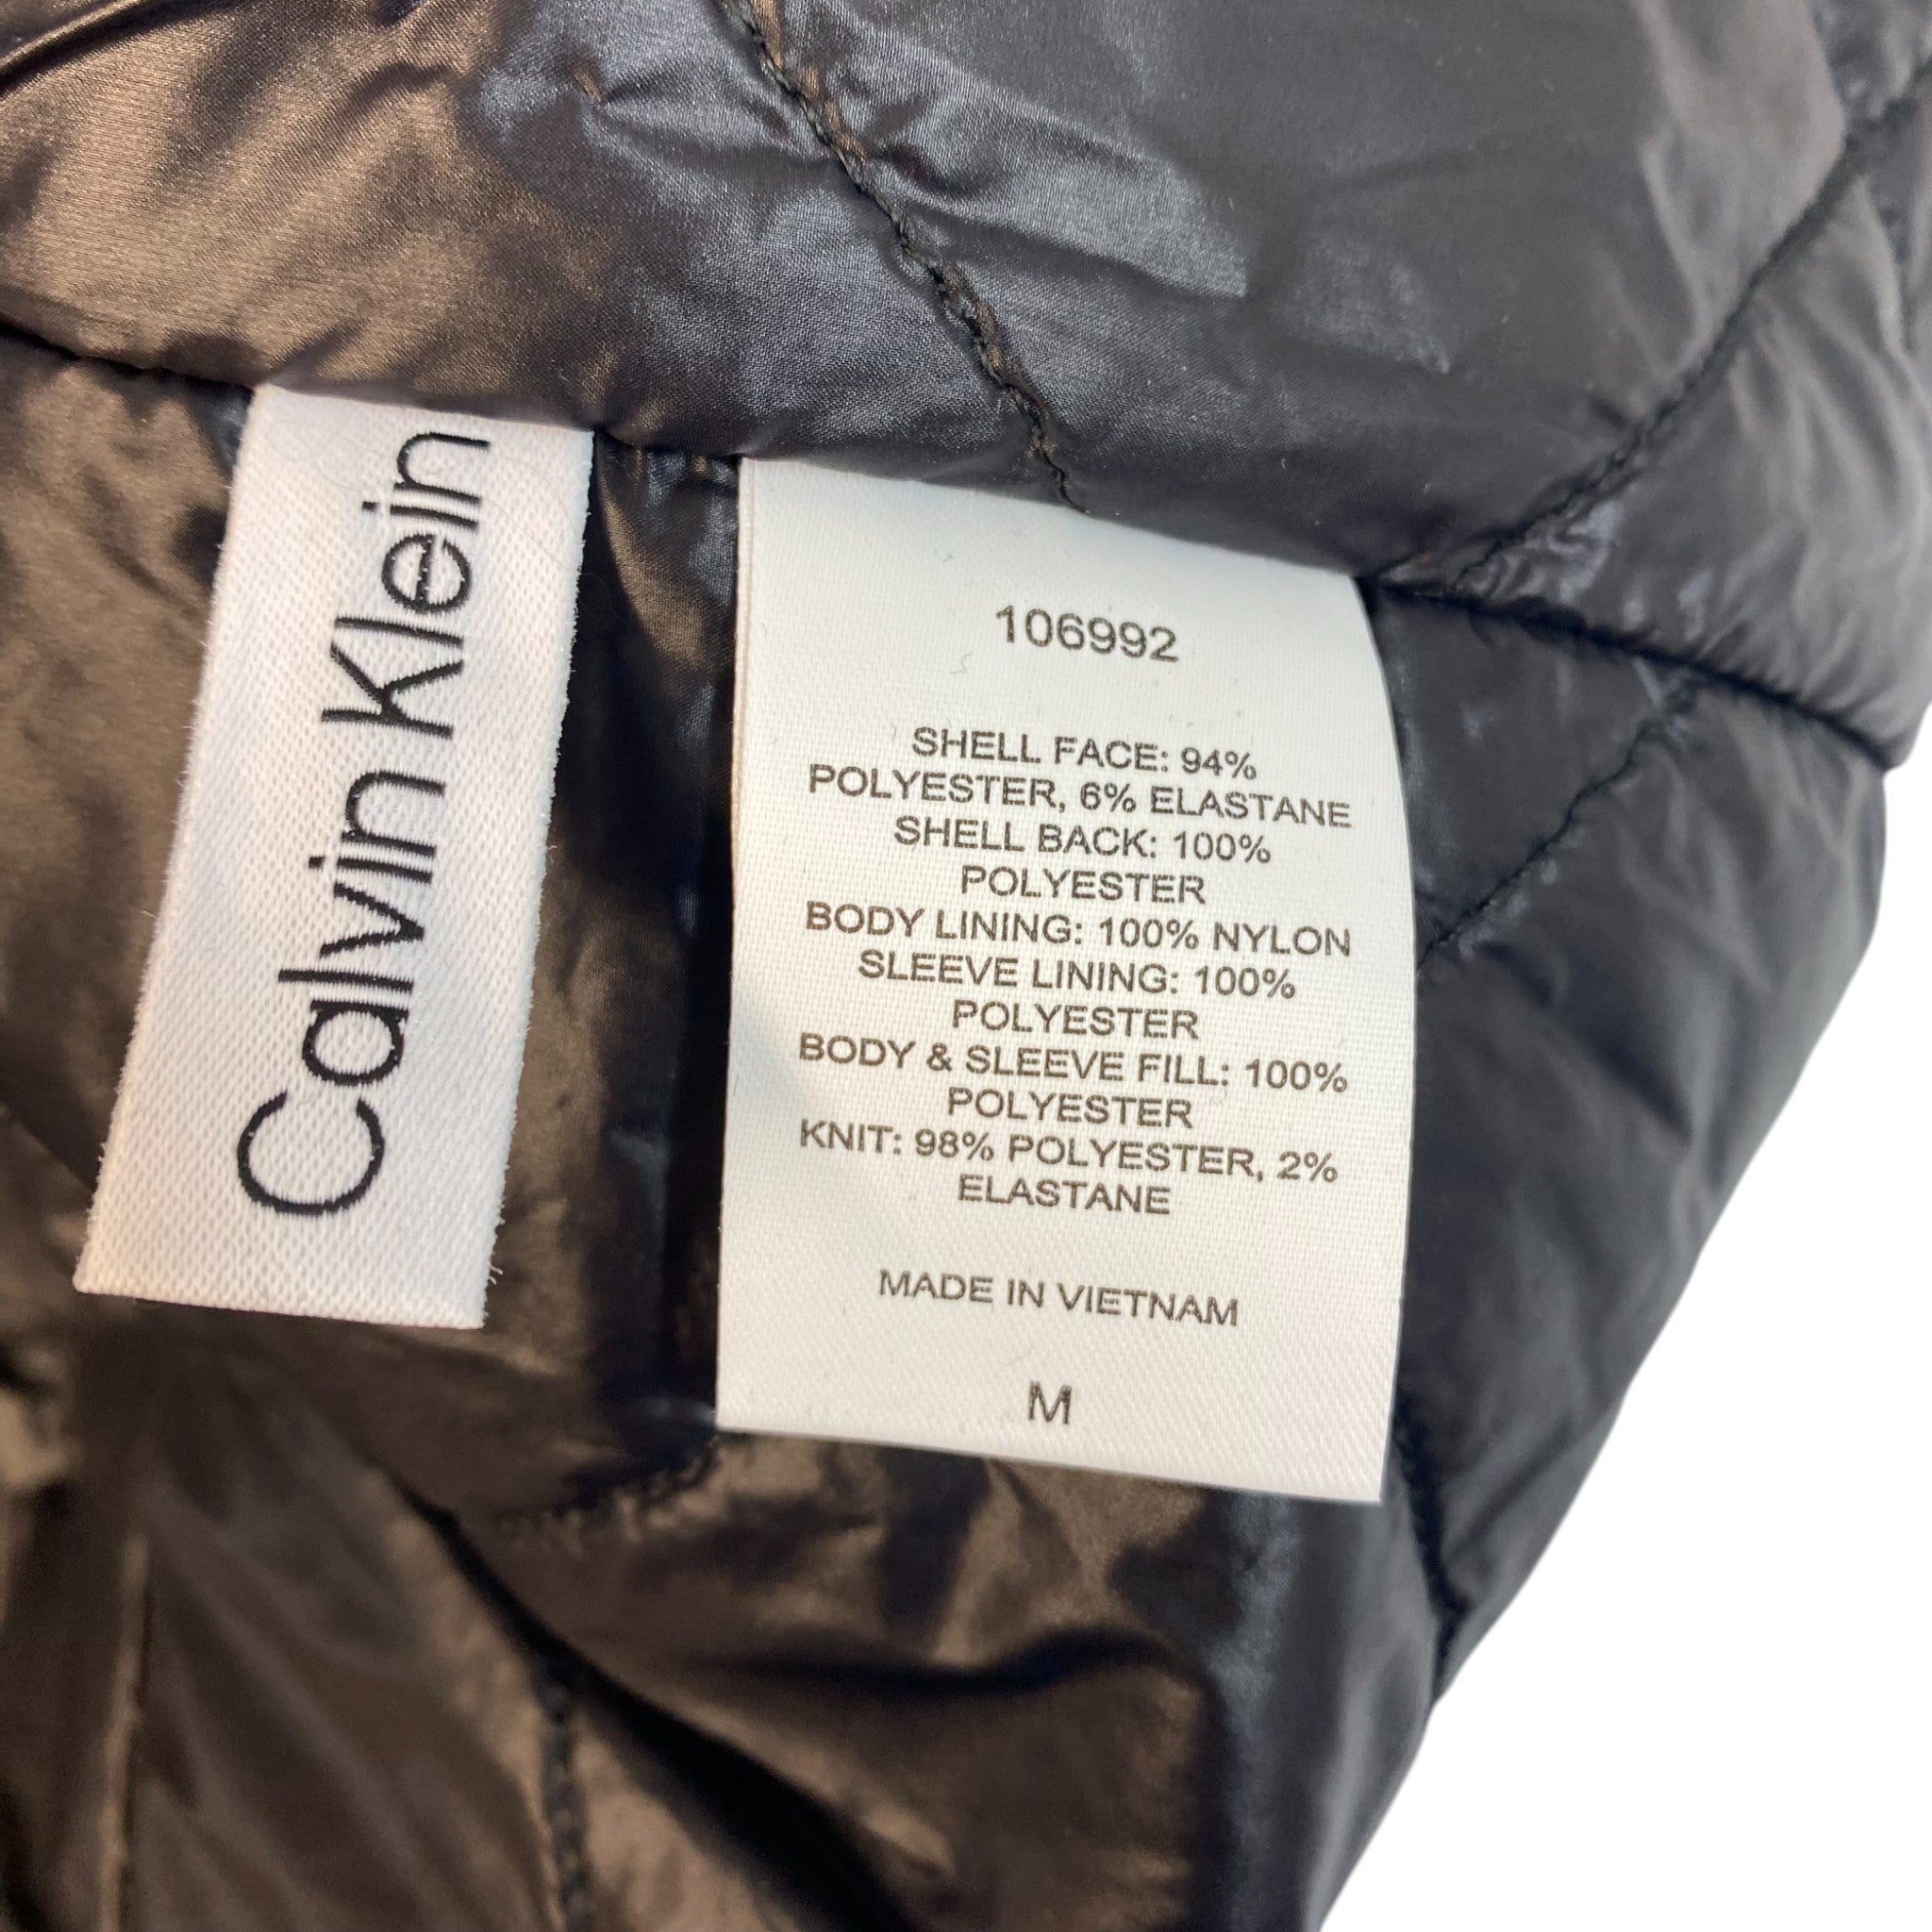 Calvin Klein
106992
SHELL FACE: 94%
POLYESTER, 6% ELASTANE
SHELL BACK: 100%
POLYESTER
BODY LINING: 100% NYLON
SLEEVE LINING: 100%
POLYESTER
BODY & SLEEVE FILL: 100%
POLYESTER
KNIT: 98% POLYESTER, 2%
ELASTANE
MADE IN VIETNAM
M